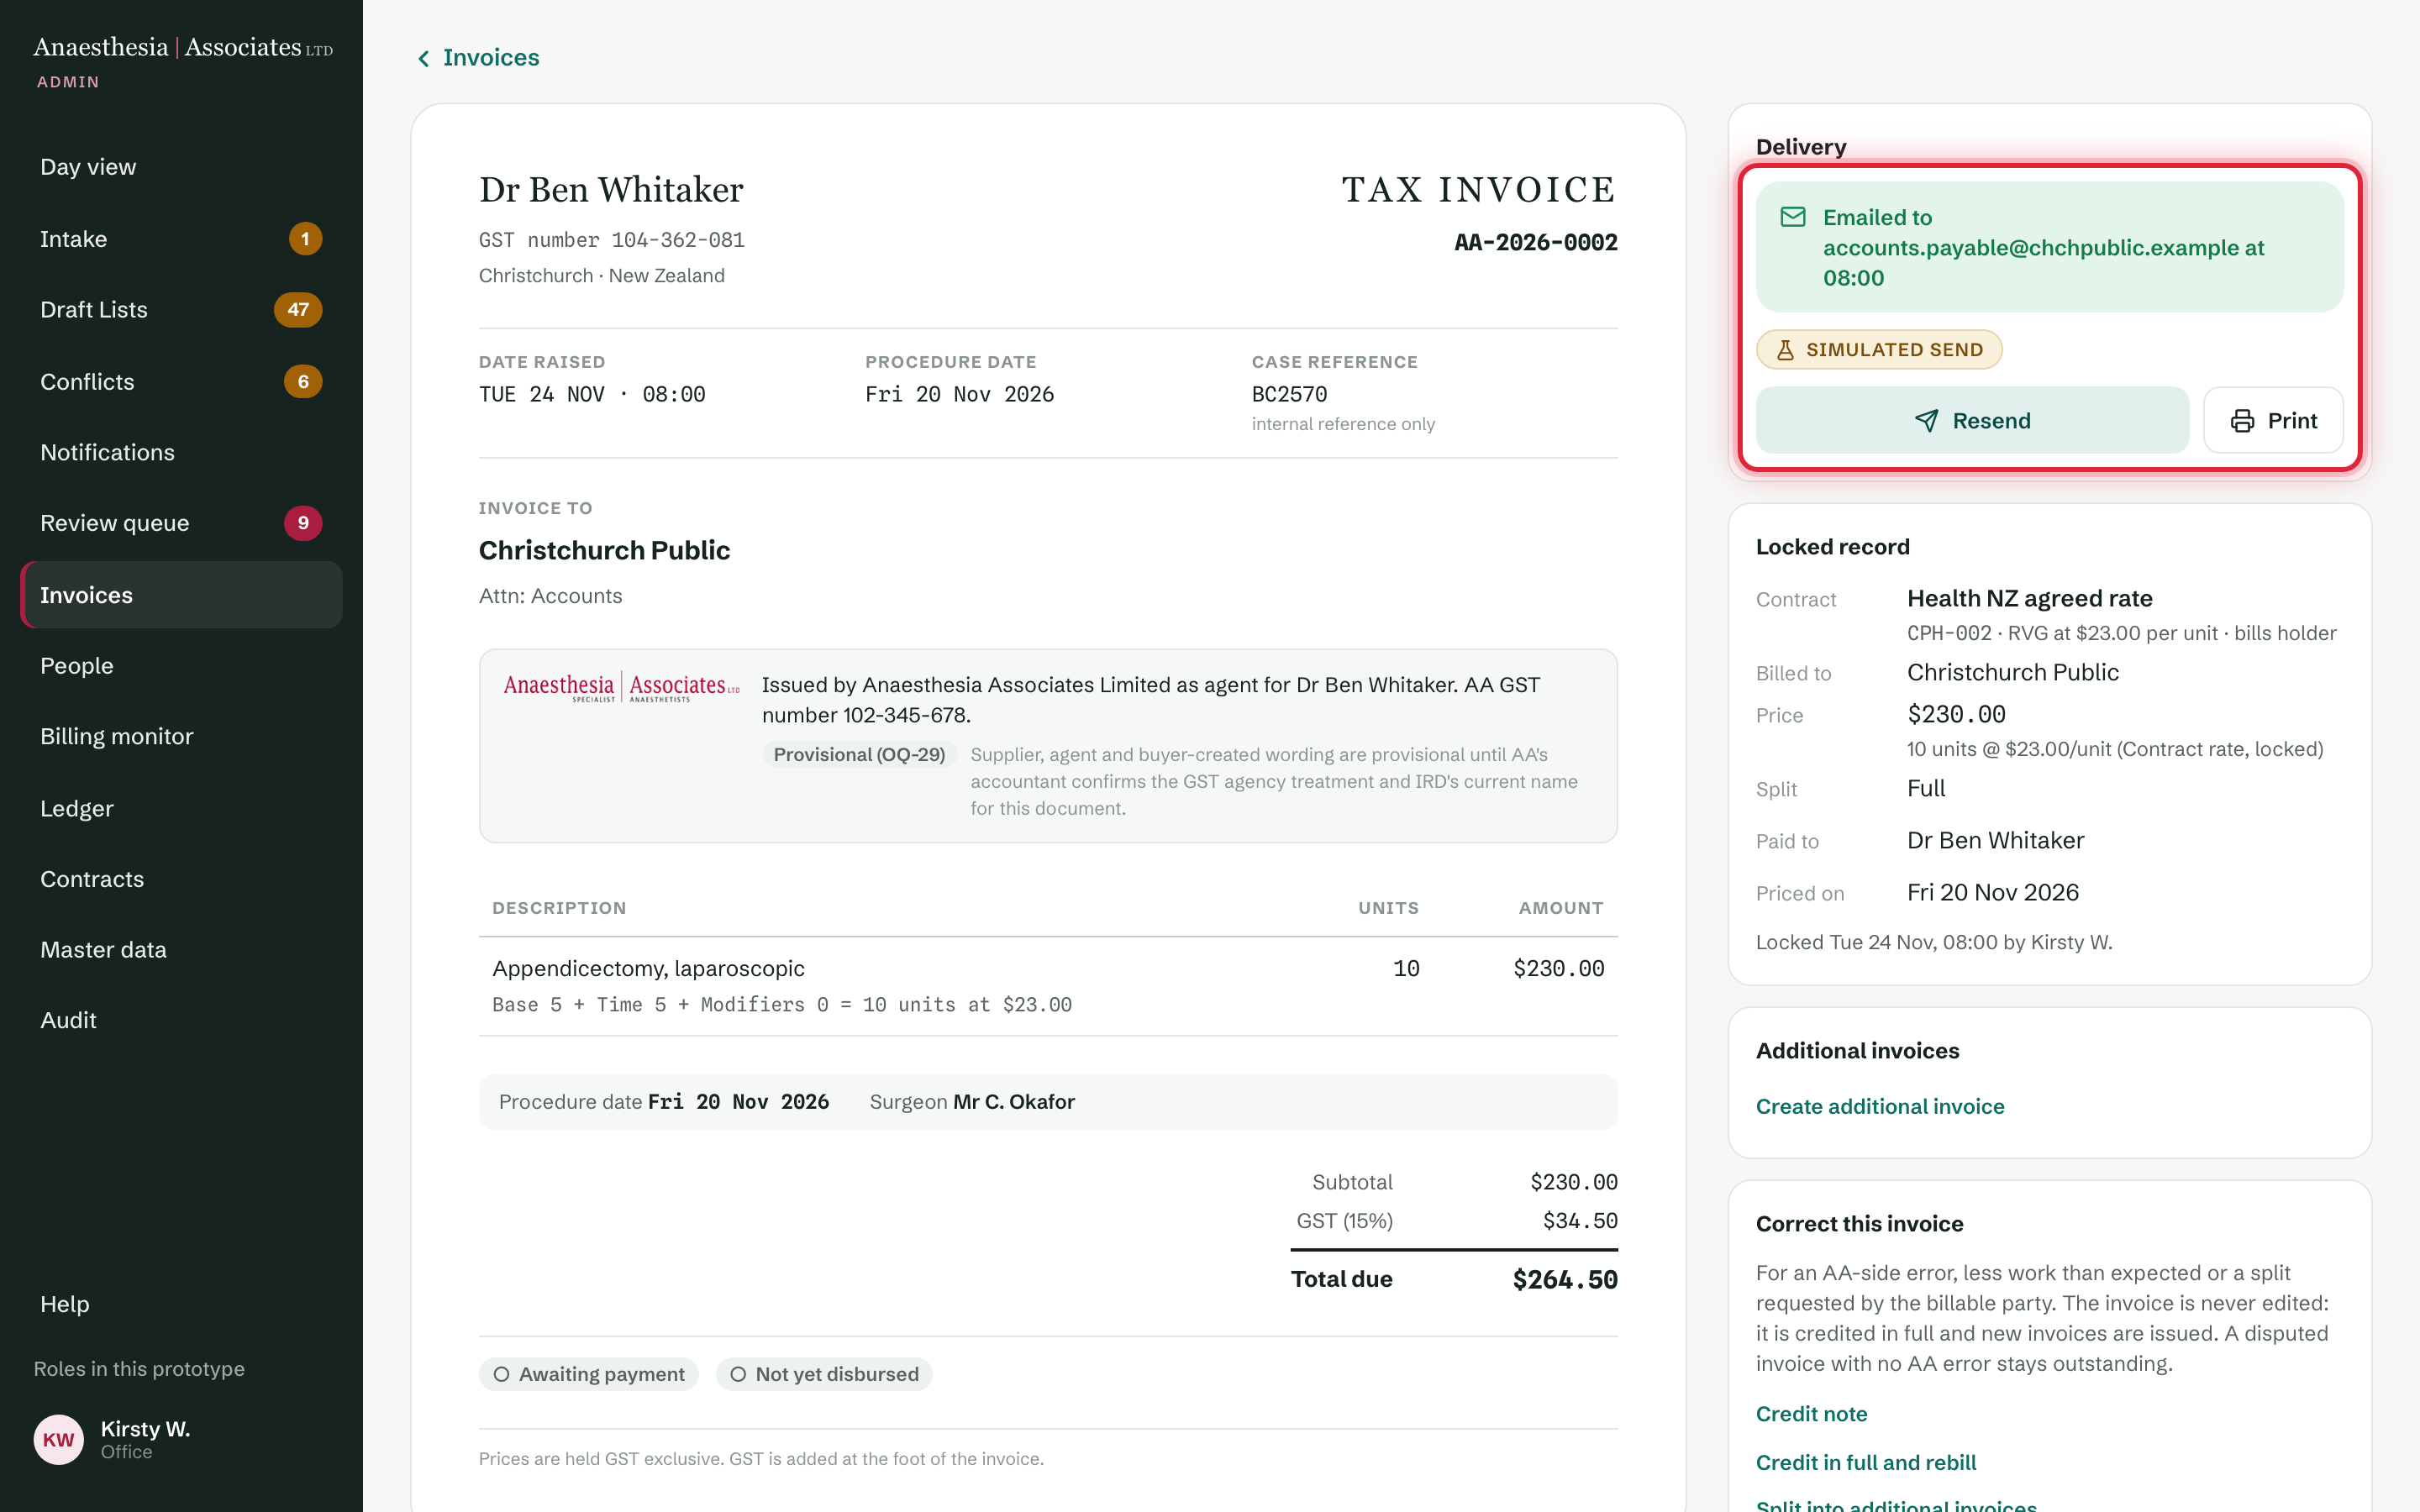 Anaesthesia | Associates LTD
ADMIN
Day view
Intake 1
Draft Lists 47
Conflicts 6
Notifications
Review queue 9
Invoices
People
Billing monitor
Ledger
Contracts
Master data
Audit
Help
Roles in this prototype
KW
Kirsty W.
Office
Invoices
Dr Ben Whitaker
GST number 104-362-081
Christchurch · New Zealand
TAX INVOICE
AA-2026-0002
DATE RAISED
TUE 24 NOV · 08:00
PROCEDURE DATE
Fri 20 Nov 2026
CASE REFERENCE
BC2570
internal reference only
INVOICE TO
Christchurch Public
Attn: Accounts
Anaesthesia | Associates LTD
SPECIALIST ANAESTHETISTS
Issued by Anaesthesia Associates Limited as agent for Dr Ben Whitaker. AA GST
number 102-345-678.
Provisional (OQ-29)
Supplier, agent and buyer-created wording are provisional until AA's
accountant confirms the GST agency treatment and IRD's current name
for this document.
DESCRIPTION UNITS AMOUNT
Appendicectomy, laparoscopic 10 $230.00
Base 5 + Time 5 + Modifiers 0 = 10 units at $23.00
Procedure date Fri 20 Nov 2026 Surgeon Mr C. Okafor
Subtotal $230.00
GST (15%) $34.50
Total due $264.50
Awaiting payment
Not yet disbursed
Prices are held GST exclusive. GST is added at the foot of the invoice.
Delivery
Emailed to
accounts.payable@chchpublic.example at
08:00
SIMULATED SEND
Resend
Print
Locked record
Contract Health NZ agreed rate
CPH-002 · RVG at $23.00 per unit · bills holder
Billed to Christchurch Public
Price $230.00
10 units @ $23.00/unit (Contract rate, locked)
Split Full
Paid to Dr Ben Whitaker
Priced on Fri 20 Nov 2026
Locked Tue 24 Nov, 08:00 by Kirsty W.
Additional invoices
Create additional invoice
Correct this invoice
For an AA-side error, less work than expected or a split
requested by the billable party. The invoice is never edited:
it is credited in full and new invoices are issued. A disputed
invoice with no AA error stays outstanding.
Credit note
Credit in full and rebill
Split into additional invoices